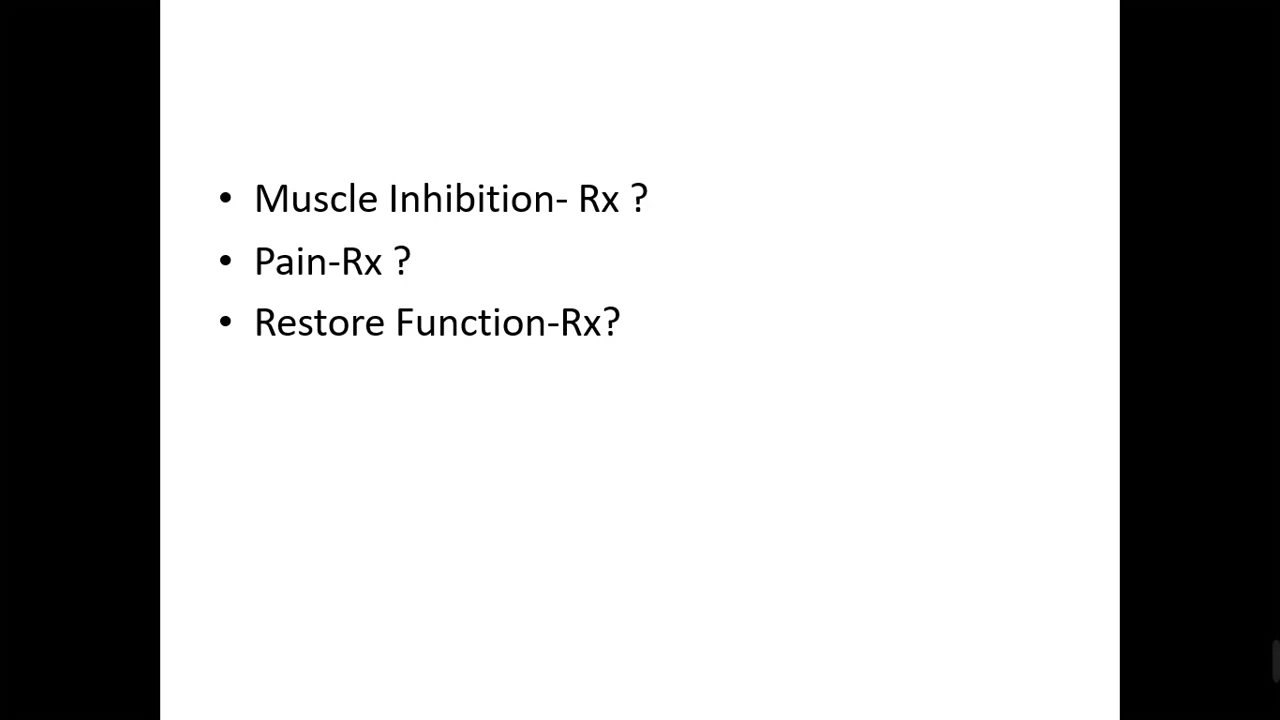 • Muscle Inhibition- Rx ?
• Pain-Rx ?
• Restore Function-Rx?